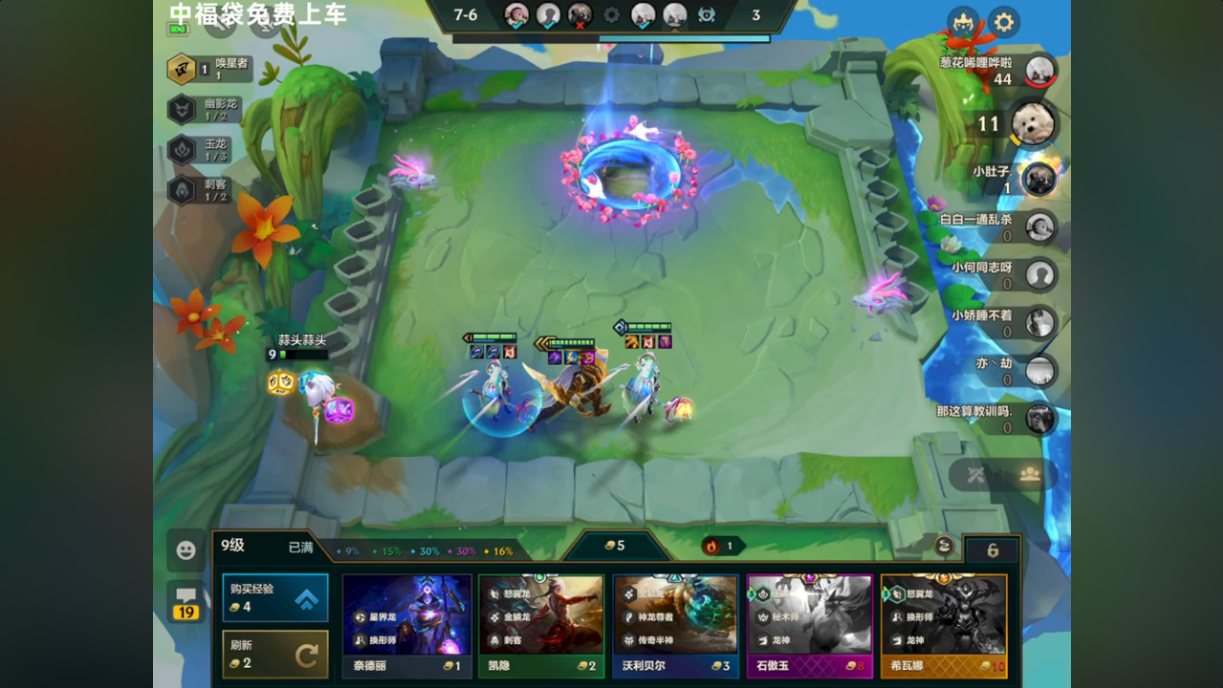 中福袋免费上车
7-6
3
1 唤星者
1
幽影龙
1/2
玉龙
1/3
刺客
1/2
葱花唏哩哗啦
44
11
小肚子.
1
白白一通乱杀
0
小何同志呀
0
小娇睡不着
0
亦丶劫
0
那这算教训吗.
0
蒜头蒜头
9
19
9级
已满
9%
15%
30%
30%
16%
5
1
6
购买经验
4
刷新
2
星界龙
换形师
奈德丽
1
怒翼龙
金鳞龙
刺客
凯隐
2
金鳞龙
神龙尊者
传奇半神
沃利贝尔
3
玉龙
秘术师
龙神
石傲玉
8
怒翼龙
换形师
龙神
希瓦娜
10